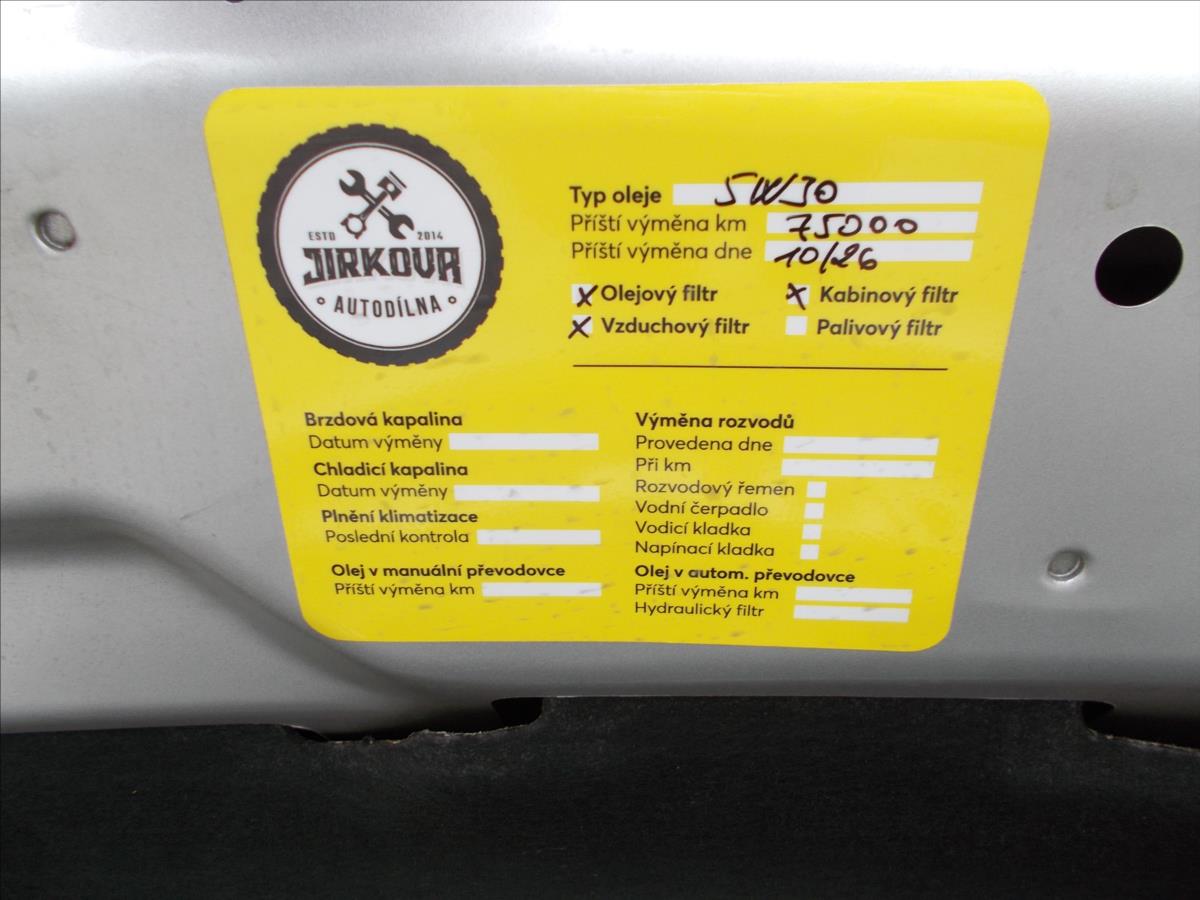 ESTD 2014
JIRKOVA
AUTODÍLNA
Typ oleje 5W30
Příští výměna km 75000
Příští výměna dne 10/26
X Olejový filtr X Kabinový filtr
X Vzduchový filtr Palivový filtr
Brzdová kapalina
Datum výměny
Chladicí kapalina
Datum výměny
Plnění klimatizace
Poslední kontrola
Olej v manuální převodovce
Příští výměna km
Výměna rozvodů
Provedena dne
Při km
Rozvodový řemen
Vodní čerpadlo
Vodicí kladka
Napínací kladka
Olej v autom. převodovce
Příští výměna km
Hydraulický filtr